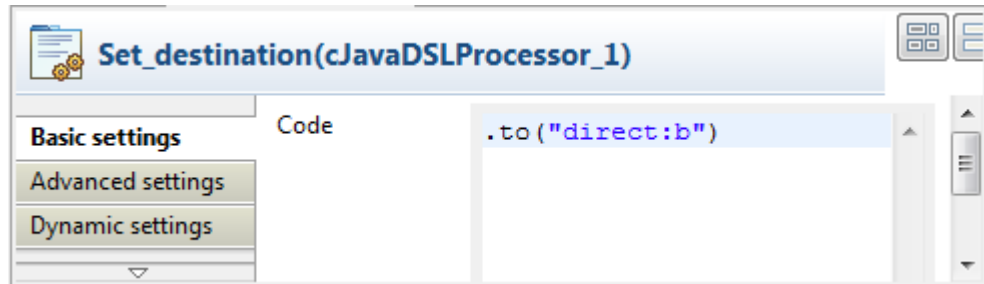 Set_destination(cJavaDSLProcessor_1)
Basic settings
Advanced settings
Dynamic settings
Code
.to("direct:b")